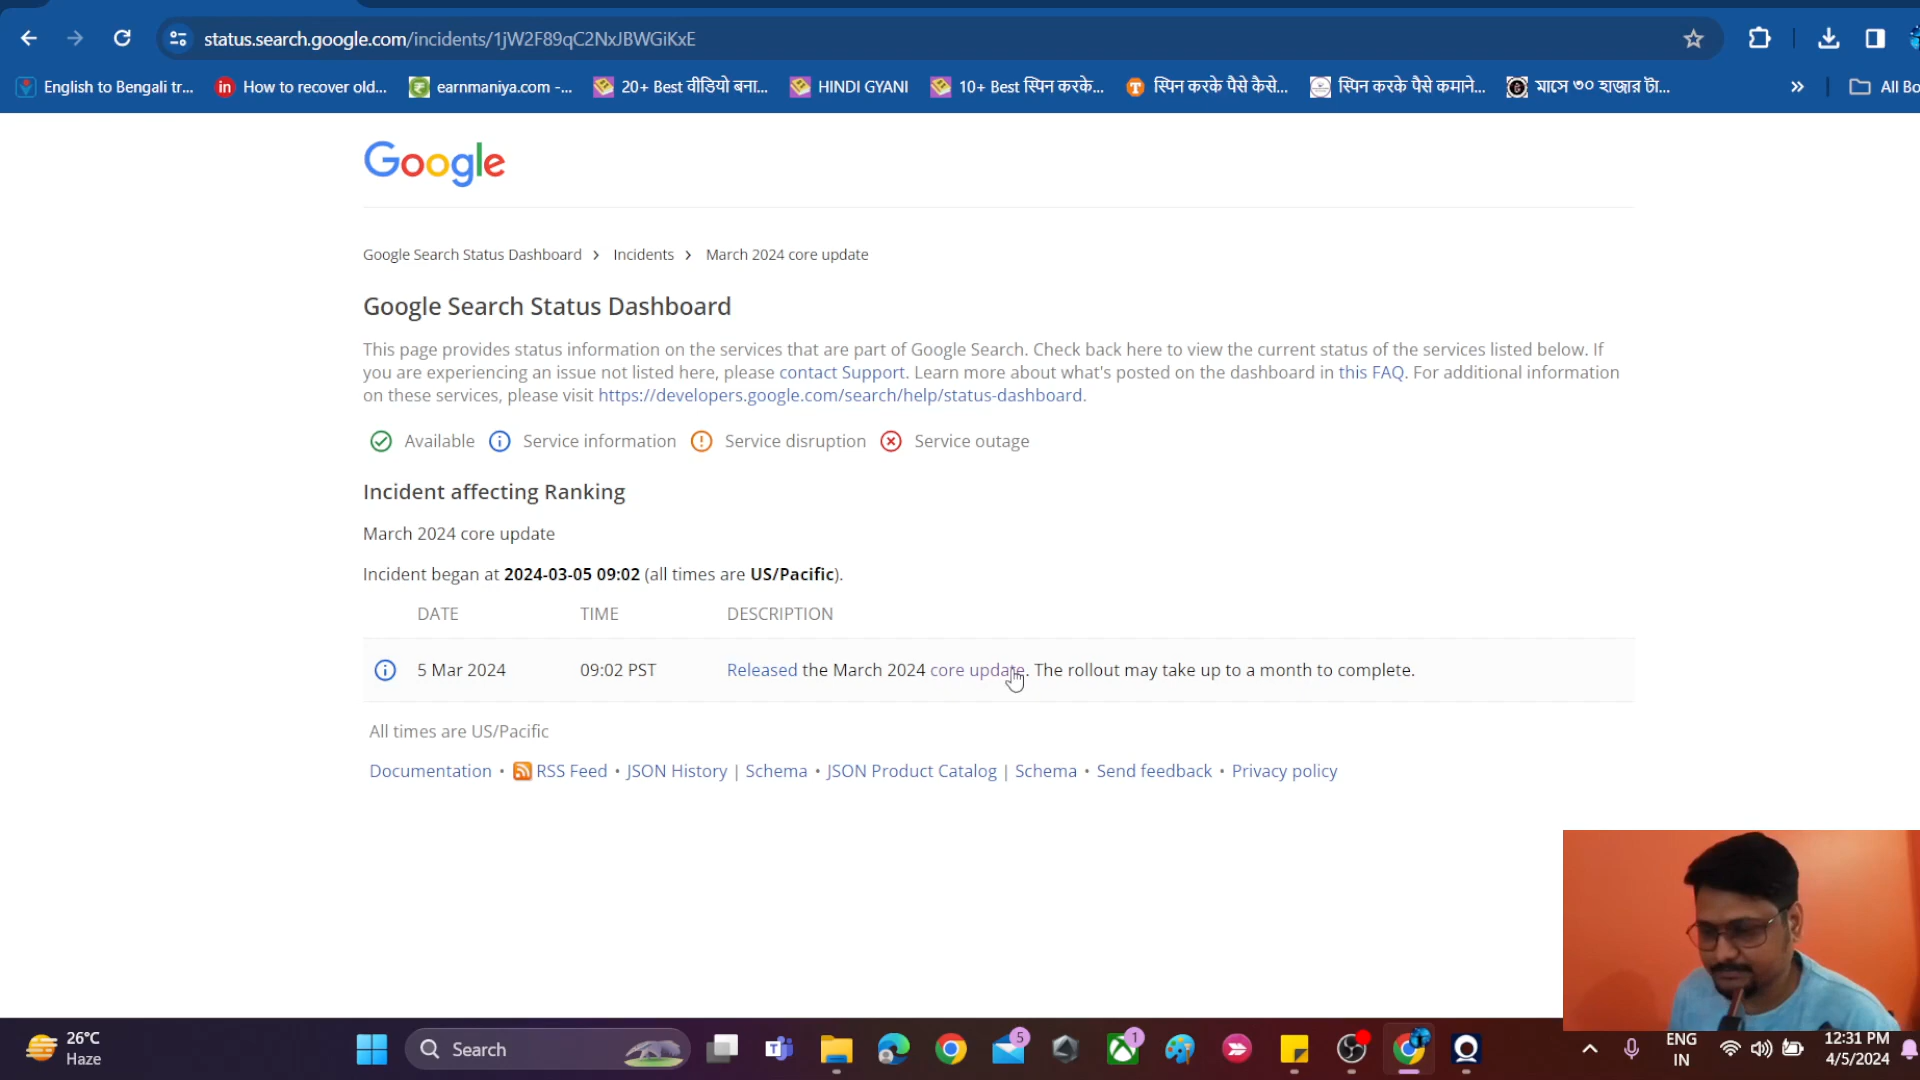 status.search.google.com/incidents/1jW2F89qC2NxJBWGiKxE
English to Bengali tr... in How to recover old... earnmaniya.com -... 20+ Best वीडियो बना... HINDI GYANI 10+ Best स्पिन करके... T स्पिन करके पैसे कैसे... स्पिन करके पैसे कमाने... মাসে ৩০ হাজার টা... » All Bo
Google
Google Search Status Dashboard > Incidents > March 2024 core update
Google Search Status Dashboard
This page provides status information on the services that are part of Google Search. Check back here to view the current status of the services listed below. If
you are experiencing an issue not listed here, please contact Support. Learn more about what's posted on the dashboard in this FAQ. For additional information
on these services, please visit https://developers.google.com/search/help/status-dashboard.
Available Service information Service disruption Service outage
Incident affecting Ranking
March 2024 core update
Incident began at 2024-03-05 09:02 (all times are US/Pacific).
DATE TIME DESCRIPTION
5 Mar 2024 09:02 PST Released the March 2024 core update. The rollout may take up to a month to complete.
All times are US/Pacific
Documentation • RSS Feed • JSON History | Schema • JSON Product Catalog | Schema • Send feedback • Privacy policy
26°C
Haze
Search
5
1
ENG
IN
12:31 PM
4/5/2024